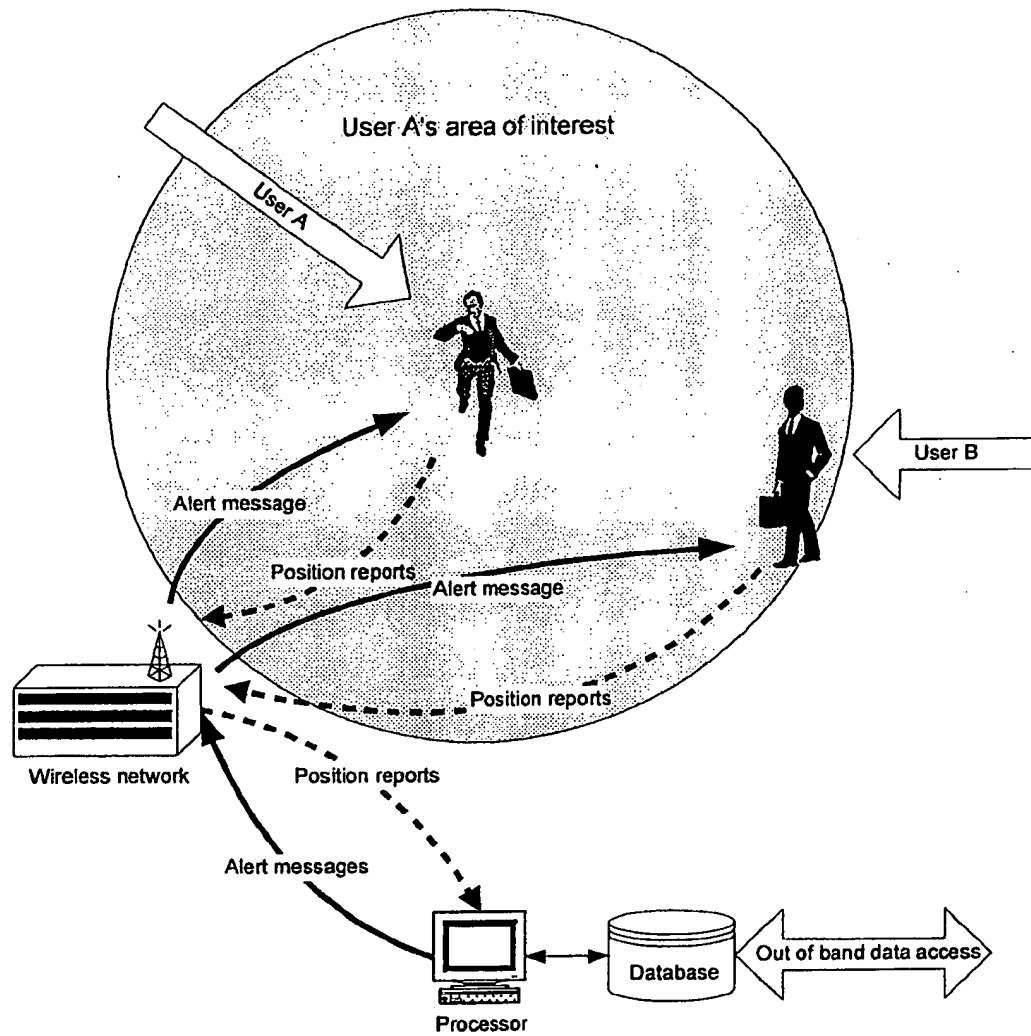 User A's area of interest
User A
User B
Alert message
Position reports
Alert message
Position reports
Wireless network
Position reports
Alert messages
Out of band data access
Database
Processor